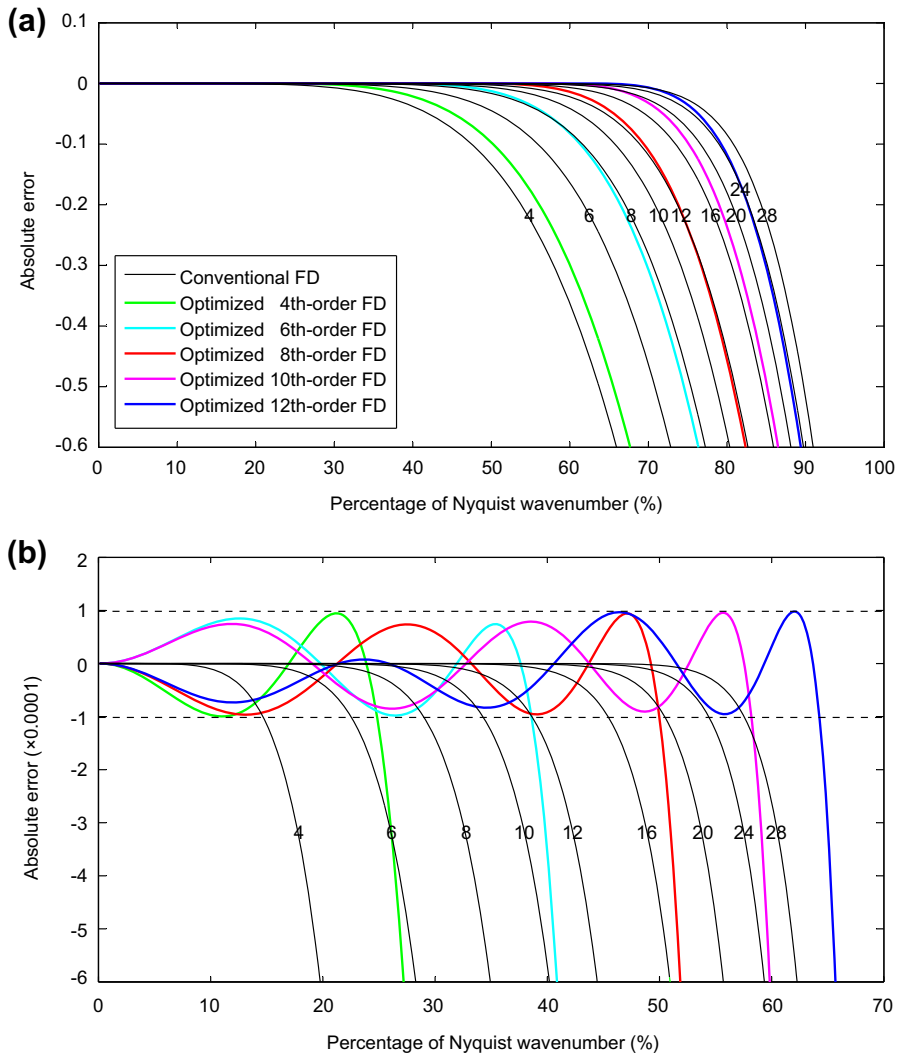 (a)
0.1
0
-0.1
-0.2
-0.3
-0.4
-0.5
-0.6
Absolute error
24
4 6 8 10 12 16 20 28
Conventional FD
Optimized 4th-order FD
Optimized 6th-order FD
Optimized 8th-order FD
Optimized 10th-order FD
Optimized 12th-order FD
0 10 20 30 40 50 60 70 80 90 100
Percentage of Nyquist wavenumber (%)
(b)
2
1
0
-1
-2
-3
-4
-5
-6
Absolute error (×0.0001)
4 6 8 10 12 16 20 24 28
0 10 20 30 40 50 60 70
Percentage of Nyquist wavenumber (%)